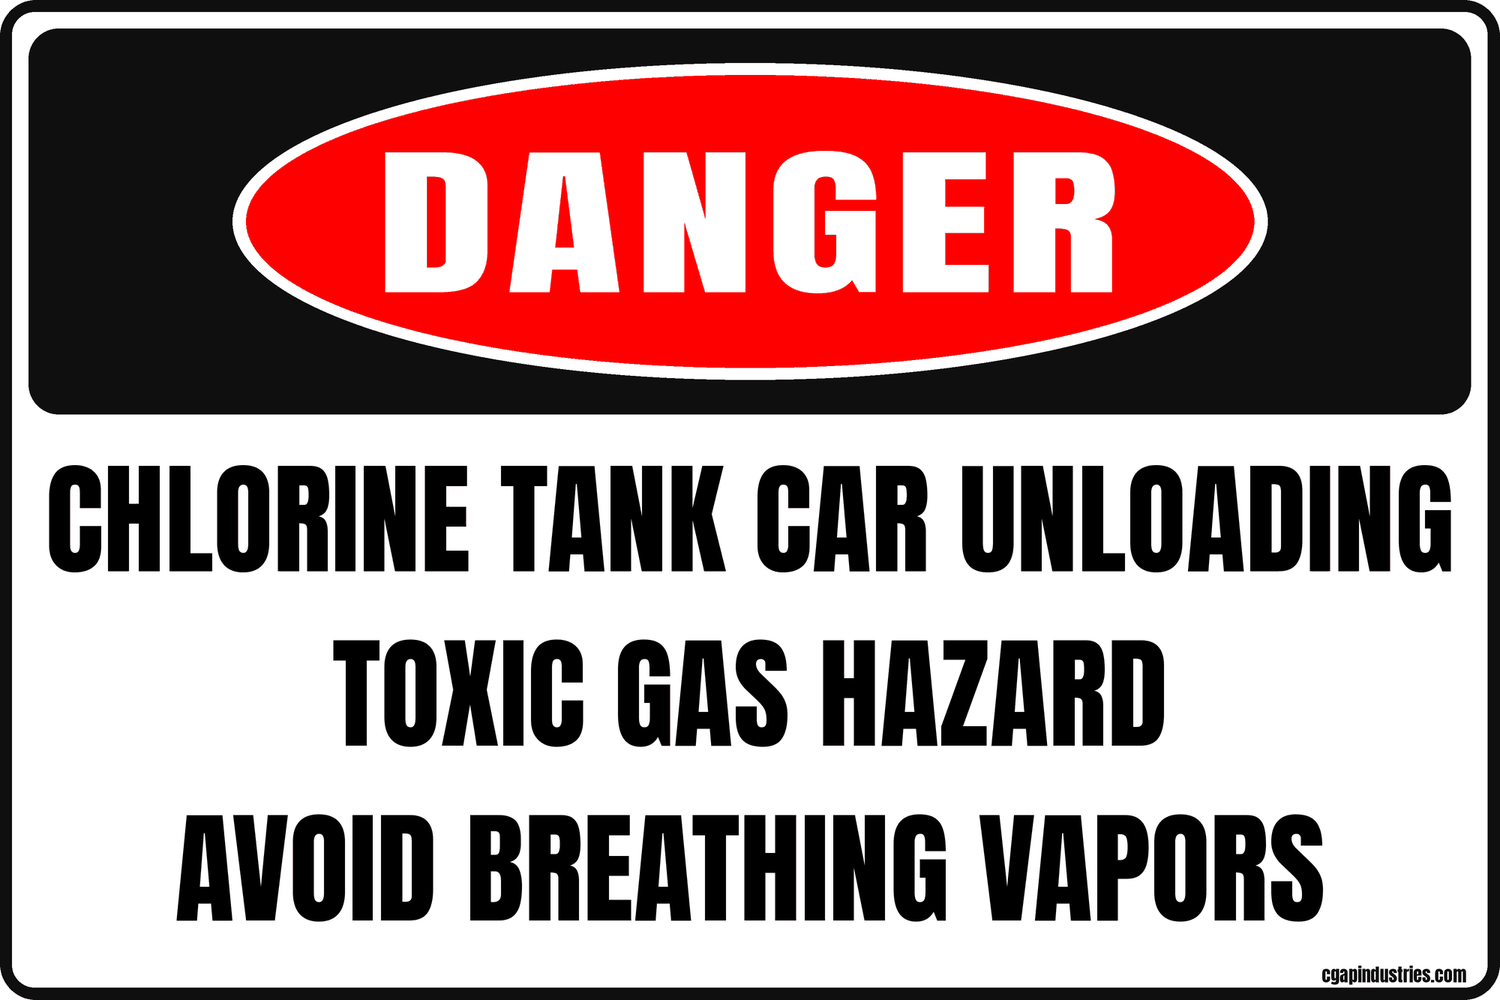 DANGER
CHLORINE TANK CAR UNLOADING
TOXIC GAS HAZARD
AVOID BREATHING VAPORS
cgapindustries.com